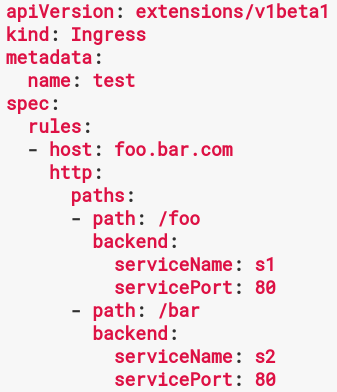 apiVersion: extensions/v1beta1
kind: Ingress
metadata:
  name: test
spec:
  rules:
  - host: foo.bar.com
    http:
      paths:
      - path: /foo
        backend:
          serviceName: s1
          servicePort: 80
      - path: /bar
        backend:
          serviceName: s2
          servicePort: 80